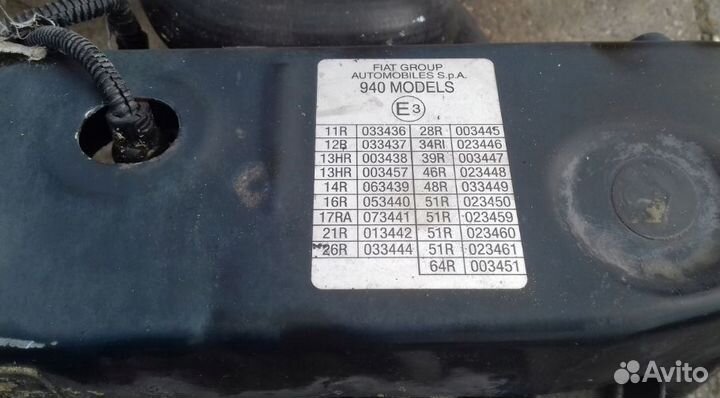 FIAT GROUP
AUTOMOBILES S.p.A.
940 MODELS
E3
11R 033436 28R 003445
12R 033437 34RI 023446
13HR 003438 39R 003447
13HR 003457 46R 023448
14R 063439 48R 033449
16R 053440 51R 023450
17RA 073441 51R 023459
21R 013442 51R 023460
26R 033444 51R 023461
64R 003451
Avito